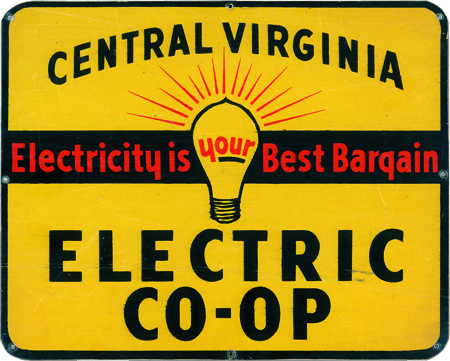 CENTRAL VIRGINIA
Electricity is your Best Bargain
ELECTRIC
CO-OP